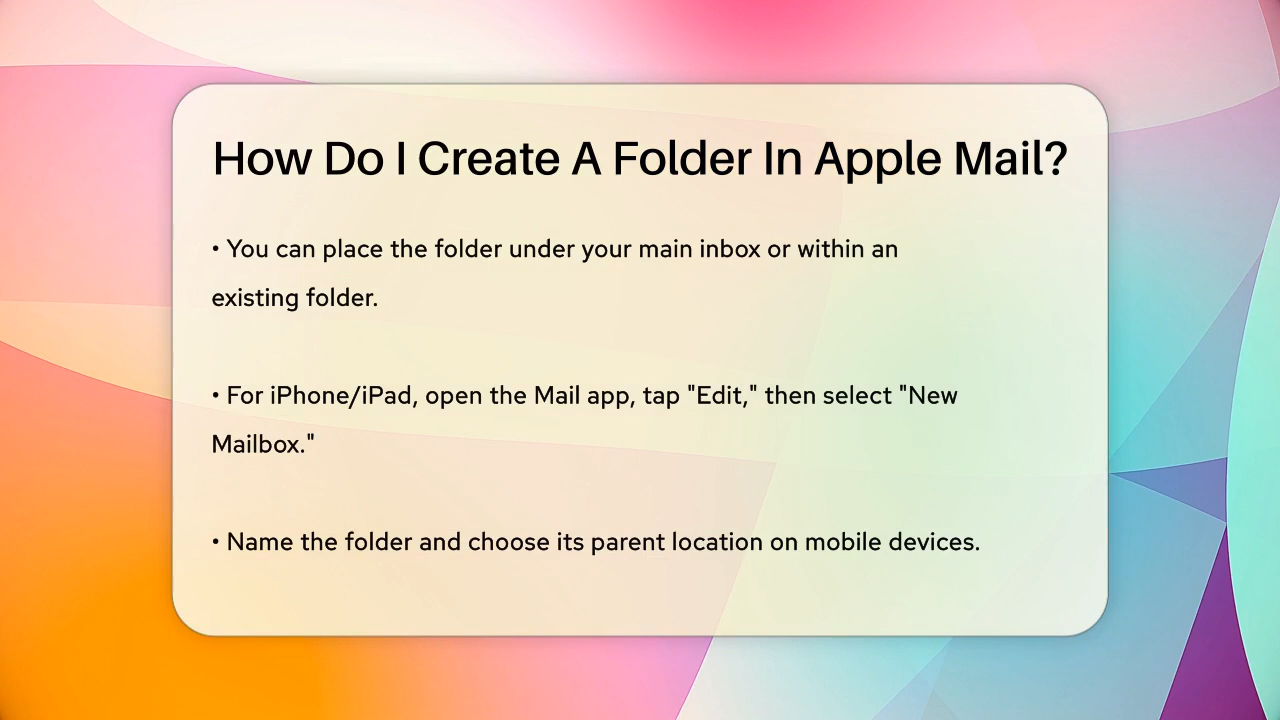 How Do I Create A Folder In Apple Mail?
• You can place the folder under your main inbox or within an
existing folder.
• For iPhone/iPad, open the Mail app, tap "Edit," then select "New
Mailbox."
• Name the folder and choose its parent location on mobile devices.